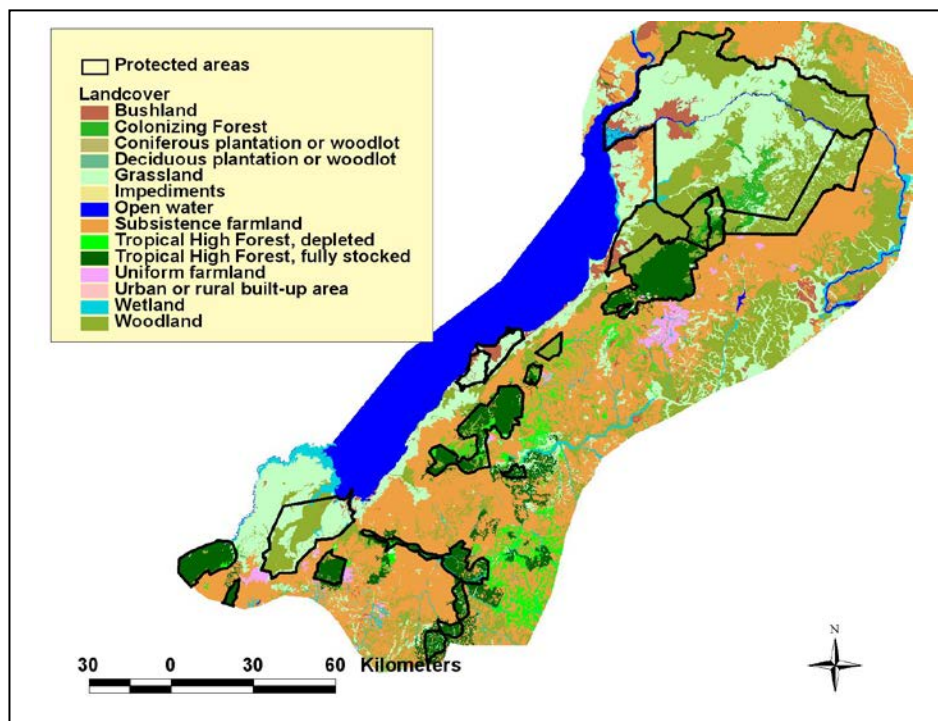 Protected areas
Landcover
Bushland
Colonizing Forest
Coniferous plantation or woodlot
Deciduous plantation or woodlot
Grassland
Impediments
Open water
Subsistence farmland
Tropical High Forest, depleted
Tropical High Forest, fully stocked
Uniform farmland
Urban or rural built-up area
Wetland
Woodland
N
30 0 30 60 Kilometers